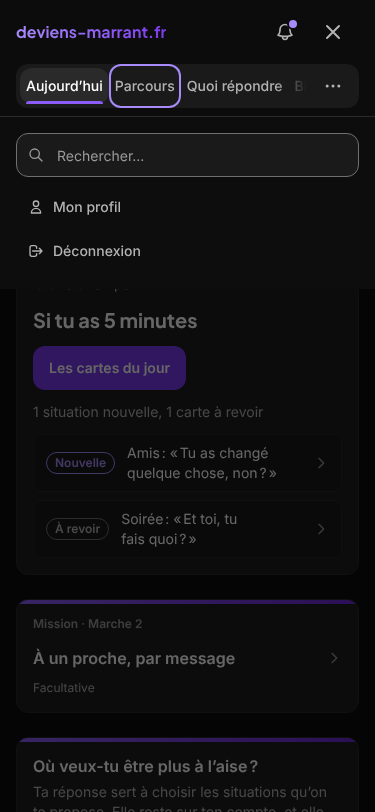 deviens-marrant.fr
Aujourd'hui Parcours Quoi répondre
Rechercher...
Mon profil
Déconnexion
Si tu as 5 minutes
Les cartes du jour
1 situation nouvelle, 1 carte à revoir
Nouvelle
Amis : « Tu as changé
quelque chose, non ? »
À revoir
Soirée : « Et toi, tu
fais quoi ? »
Mission · Marche 2
À un proche, par message
Facultative
Où veux-tu être plus à l'aise ?
Ta réponse sert à choisir les situations qu'on
te propose. Elle reste sur ton compte, et elle